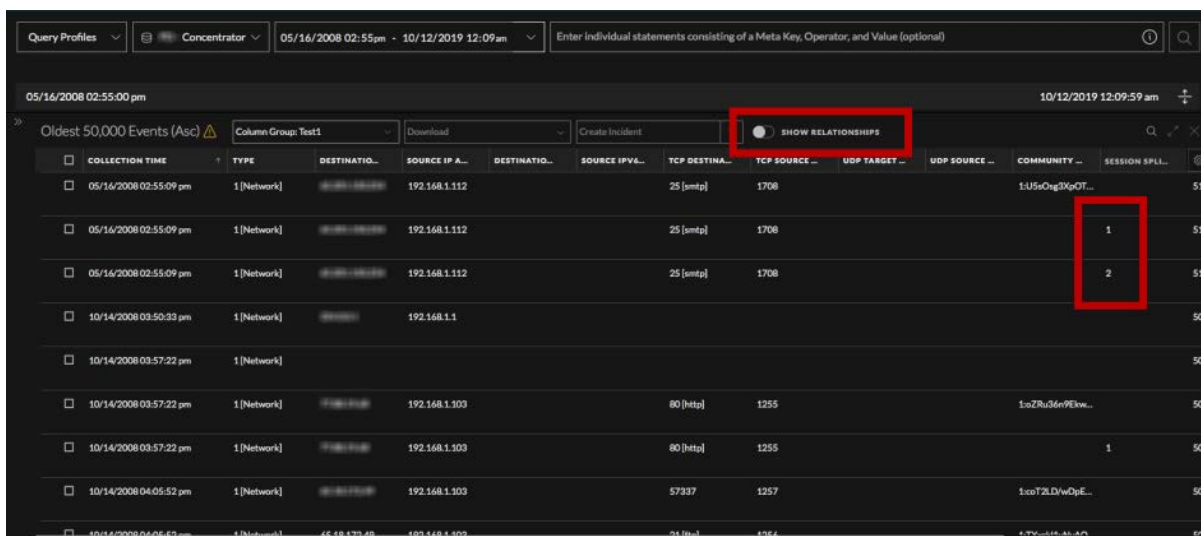 Query Profiles Concentrator 05/16/2008 02:55pm - 10/12/2019 12:09am Enter individual statements consisting of a Meta Key, Operator, and Value (optional)
05/16/2008 02:55:00 pm 10/12/2019 12:09:59 am
Oldest 50,000 Events (Asc) Column Group: Test1 Download Create Incident SHOW RELATIONSHIPS
COLLECTION TIME TYPE DESTINATIO... SOURCE IP A... DESTINATIO... SOURCE IPV6... TCP DESTINA... TCP SOURCE ... UDP TARGET ... UDP SOURCE ... COMMUNITY ... SESSION SPLI...
05/16/2008 02:55:09 pm 1 [Network] 192.168.1.112 25 [smtp] 1708 1:U5sOsg3XpOT... 51
05/16/2008 02:55:09 pm 1 [Network] 192.168.1.112 25 [smtp] 1708 1 51
05/16/2008 02:55:09 pm 1 [Network] 192.168.1.112 25 [smtp] 1708 2 51
10/14/2008 03:50:33 pm 1 [Network] 192.168.1.1 50
10/14/2008 03:57:22 pm 1 [Network] 50
10/14/2008 03:57:22 pm 1 [Network] 192.168.1.103 80 [http] 1255 1:oZRu36n9Ekw... 50
10/14/2008 03:57:22 pm 1 [Network] 192.168.1.103 80 [http] 1255 1 50
10/14/2008 04:05:52 pm 1 [Network] 192.168.1.103 57337 1257 1:coT2LD/wDpE... 50